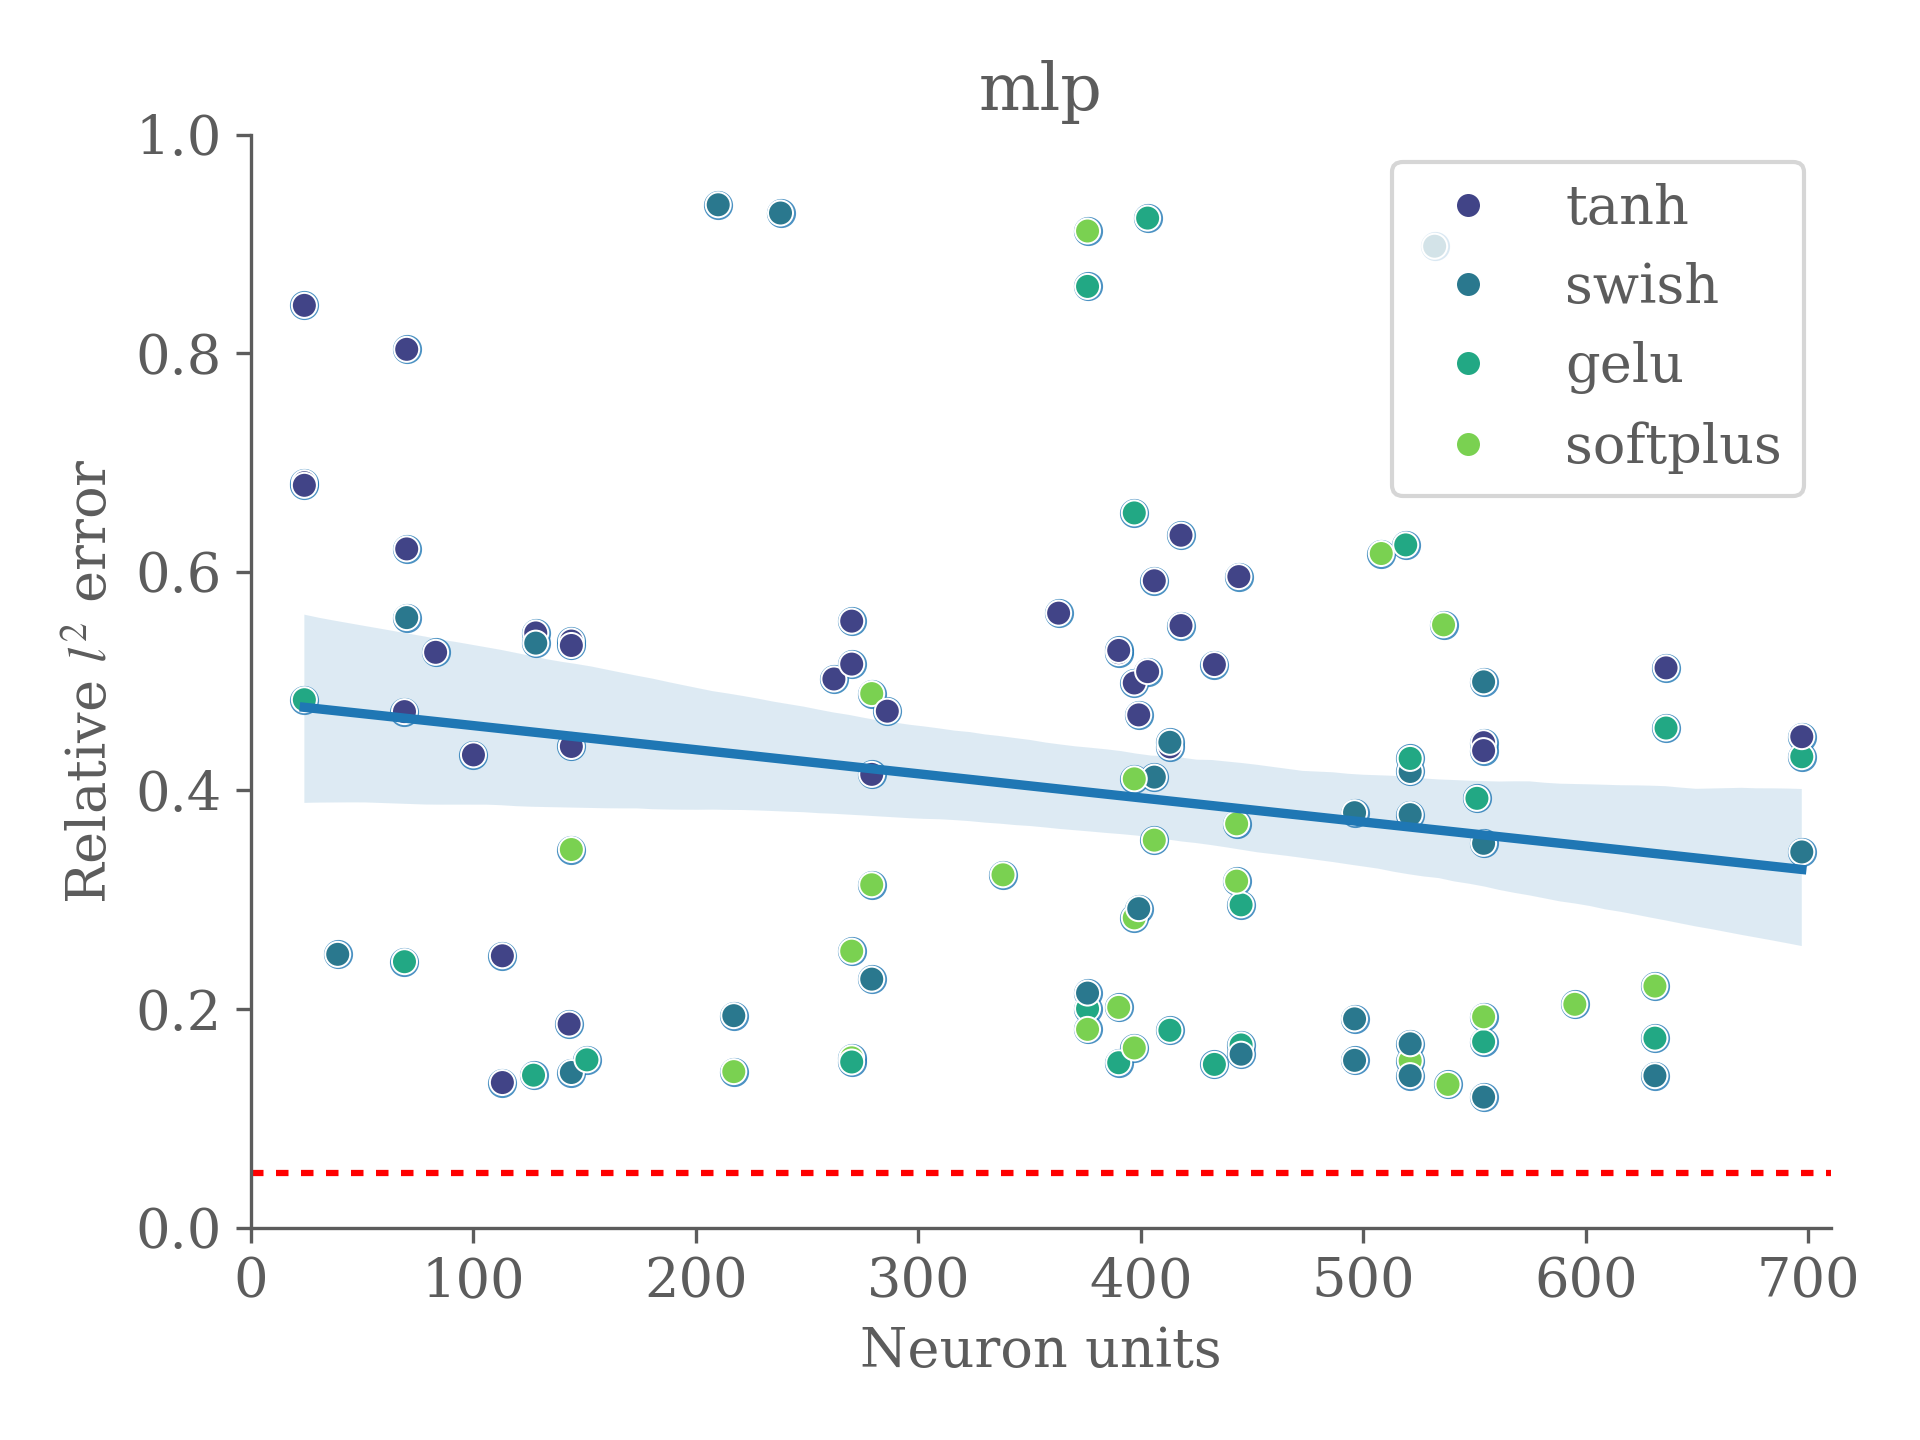 mlp
1.0
0.8
0.6
0.4
0.2
0.0
Relative l² error
tanh
swish
gelu
softplus
0 100 200 300 400 500 600 700
Neuron units